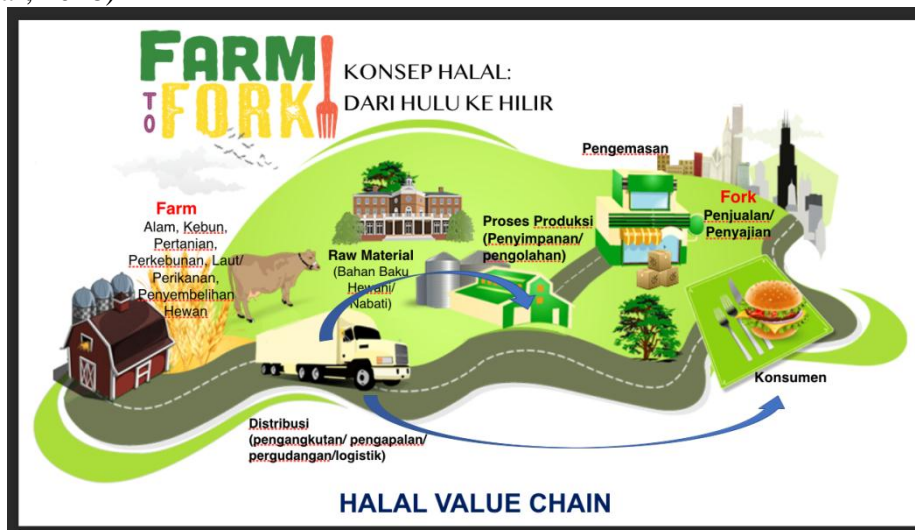 FARM
TO
FORK
KONSEP HALAL:
DARI HULU KE HILIR
Pengemasan
Farm
Alam, Kebun,
Pertanian,
Perkebunan, Laut/
Perikanan,
Penyembelihan
Hewan
Raw Material
(Bahan Baku
Hewani/
Nabati)
Proses Produksi
(Penyimpanan/
pengolahan)
Fork
Penjualan/
Penyajian
Konsumen
Distribusi
(pengangkutan/ pengapalan/
pergudangan/logistik)
HALAL VALUE CHAIN